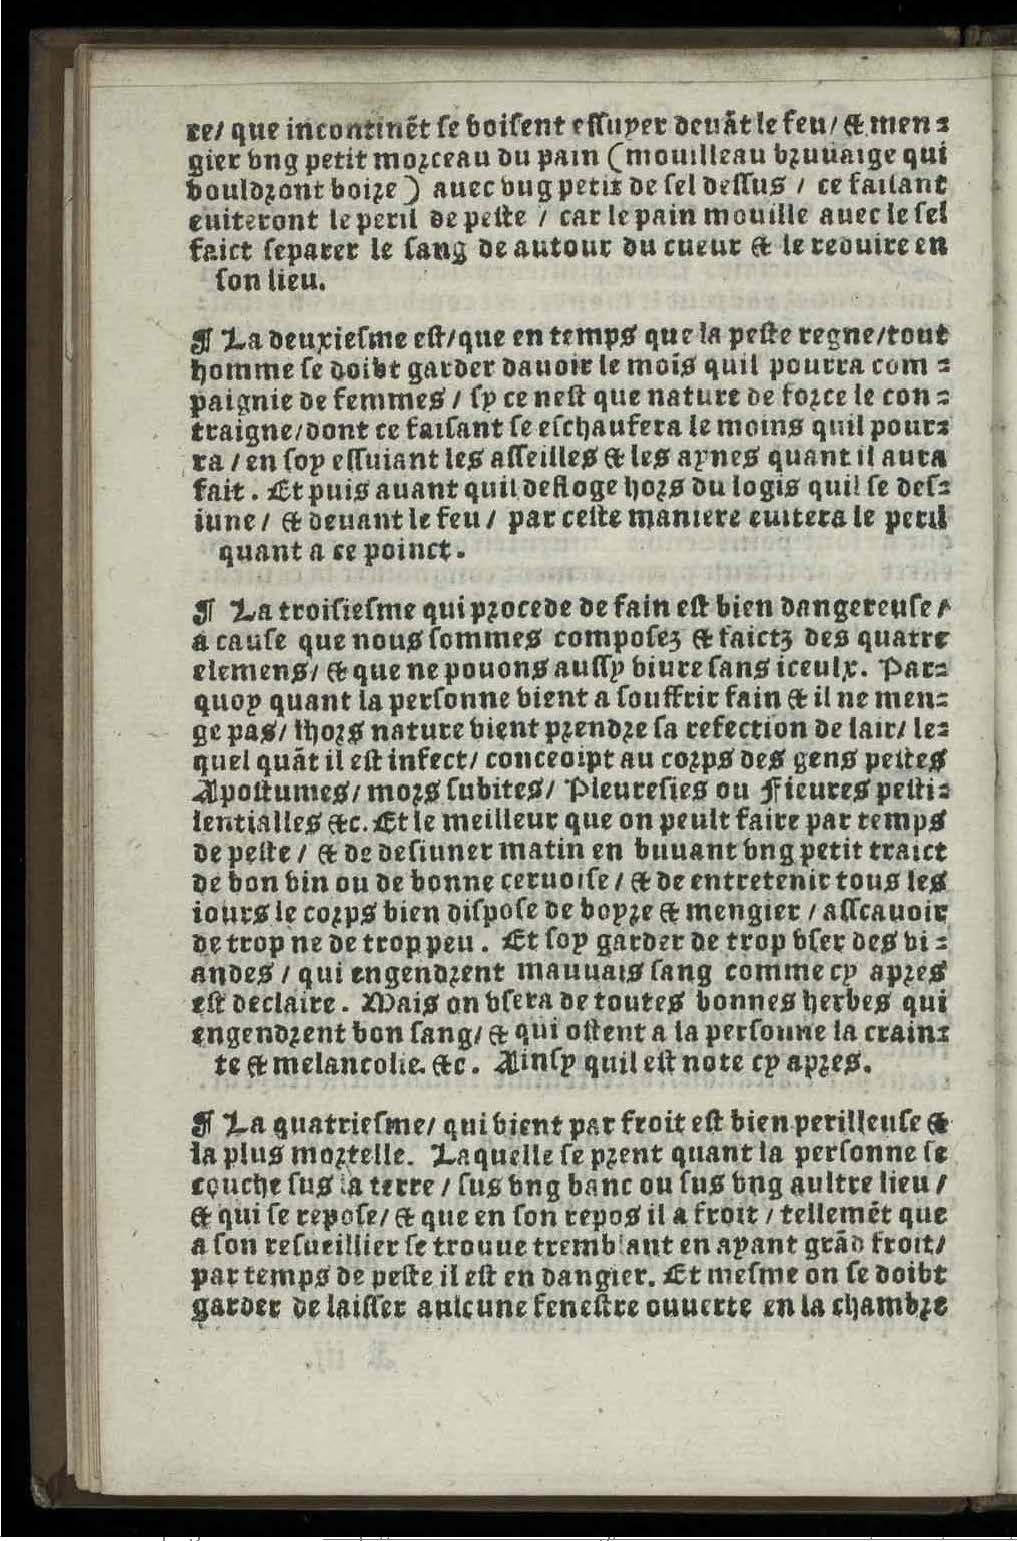 re/ que incontinẽt se voisent essuyer deuãt le feu/ & men⸗
gier vng petit morceau du pain (mouilleau bruuaige qui
vouldront boire) auec vng petit de sel dessus / ce faisant
euiteront le peril de peste / car le pain mouille auec le sel
faict separer le sang de autour du cueur & le reduire en
son lieu.
¶ La deuxiesme est/que en temps que la peste regne/tout
homme se doibt garder dauoir le moĩs quil pourra com⸗
paignie de femmes / sy ce nest que nature de force le con⸗
traigne/dont ce faisant se eschaufera le moins quil pour⸗
ra / en soy essuiant les asseilles & les aynes quant il aura
fait . Et puis auant quil desloge hors du logis quil se des⸗
iune / & deuant le feu / par ceste maniere euitera le peril
quant a ce poinct.
¶ La troisiesme qui procede de fain est bien dangereuse /
a cause que nous sommes composez & faictz des quatre
elemens/ & que ne pouons aussy viure sans iceulx. Par⸗
quoy quant la personne vient a souffrir fain & il ne men⸗
ge pas/ lhors nature vient prendre sa refection de lair/ le⸗
quel quãt il est infect/ conceoipt au corps des gens pestes
Apostumes/ mors subites/ Pleuresies ou Fieures pesti⸗
lentialles &c. Et le meilleur que on peult faire par temps
de peste / & de desiuner matin en buuant vng petit traict
de bon vin ou de bonne ceruoise / & de entretenir tous les
iours le corps bien dispose de boyre & mengier / asscauoir
de trop ne de trop peu . Et soy garder de trop vser des vi⸗
andes / qui engendrent mauuais sang comme cy apres
est declaire . Mais on vsera de toutes bonnes herbes qui
engendrent bon sang/ & qui ostent a la personne la crain⸗
te & melancolie. &c . Ainsy quil est note cy apres.
¶ La quatriesme/ qui vient par froit est bien perilleuse &
la plus mortelle. Laquelle se prent quant la personne se
couche sus la terre / sus vng banc ou sus vng aultre lieu /
& qui se repose/ & que en son repos il a froit / tellemẽt que
a son resueillier se trouue tremblant en ayant grãd froit/
par temps de peste il est en dangier. Et mesme on se doibt
garder de laisser aulcune fenestre ouuerte en la chambre